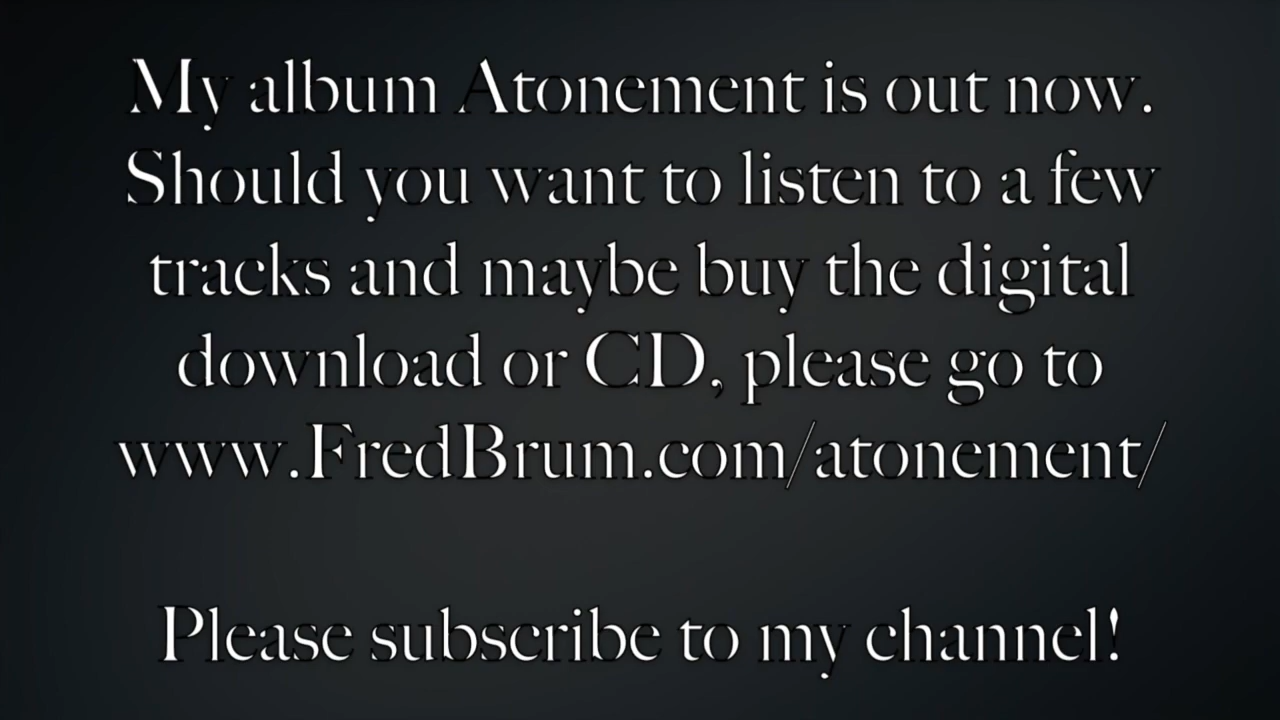 My album Atonement is out now.
Should you want to listen to a few
tracks and maybe buy the digital
download or CD, please go to
www.FredBrum.com/atonement/
Please subscribe to my channel!